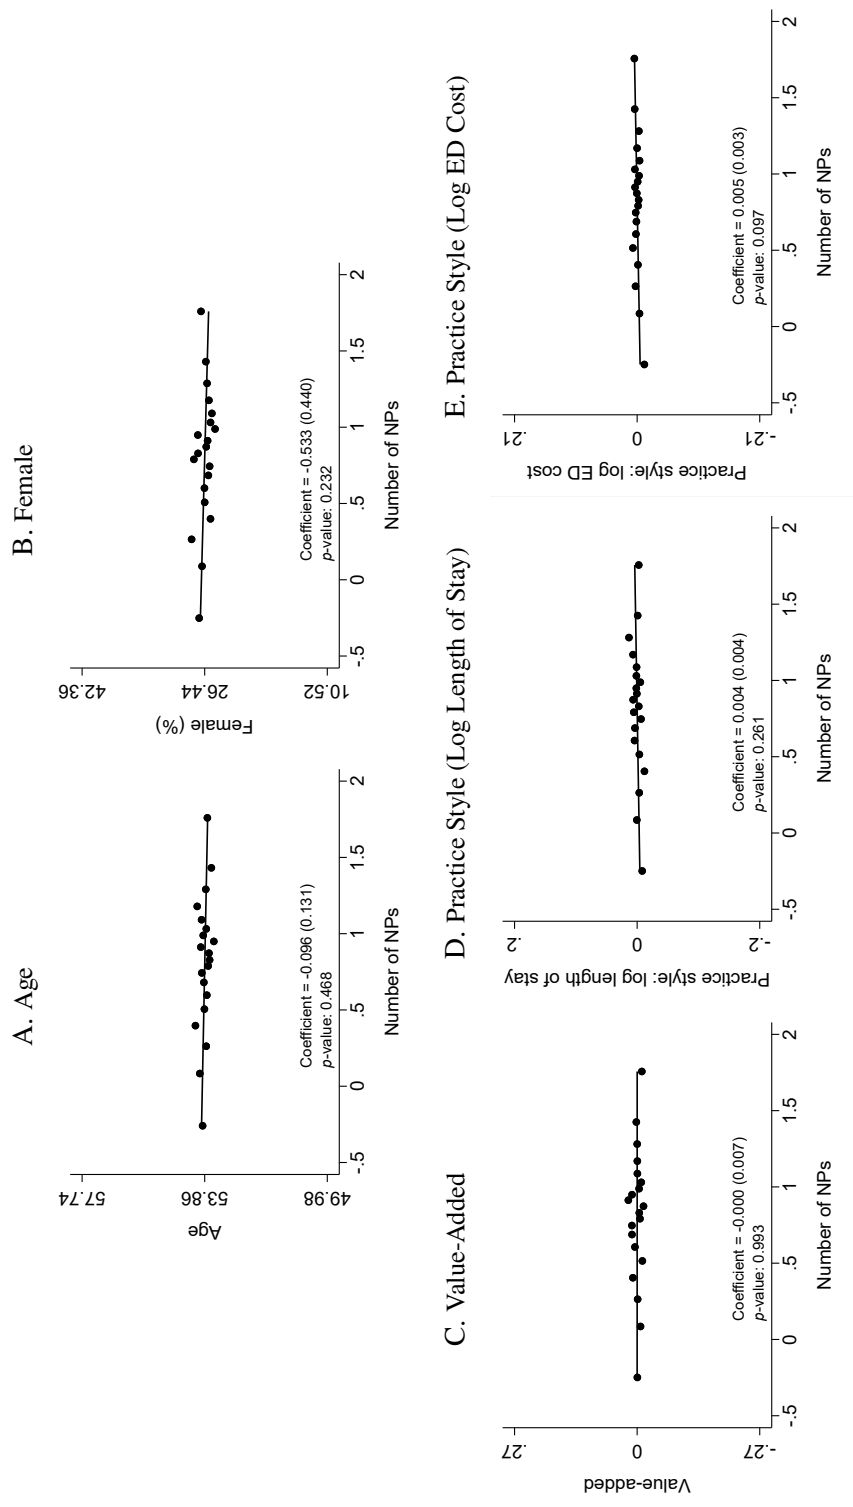 A. Age
57.74
53.86
49.98
Age
-.5 0 .5 1 1.5 2
Number of NPs
Coefficient = -0.096 (0.131)
p-value: 0.468
B. Female
42.36
26.44
10.52
Female (%)
-.5 0 .5 1 1.5 2
Number of NPs
Coefficient = -0.533 (0.440)
p-value: 0.232
C. Value-Added
.27
0
-.27
Value-added
-.5 0 .5 1 1.5 2
Number of NPs
Coefficient = -0.000 (0.007)
p-value: 0.993
D. Practice Style (Log Length of Stay)
.2
0
-.2
Practice style: log length of stay
-.5 0 .5 1 1.5 2
Number of NPs
Coefficient = 0.004 (0.004)
p-value: 0.261
E. Practice Style (Log ED Cost)
.21
0
-.21
Practice style: log ED cost
-.5 0 .5 1 1.5 2
Number of NPs
Coefficient = 0.005 (0.003)
p-value: 0.097